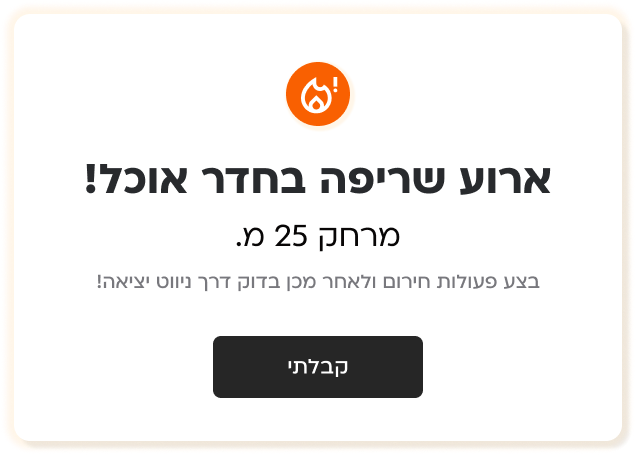 ארוע שריפה בחדר אוכל!
מרחק 25 מ.
בצע פעולות חירום ולאחר מכן בדוק דרך ניווט יציאה!
קבלתי